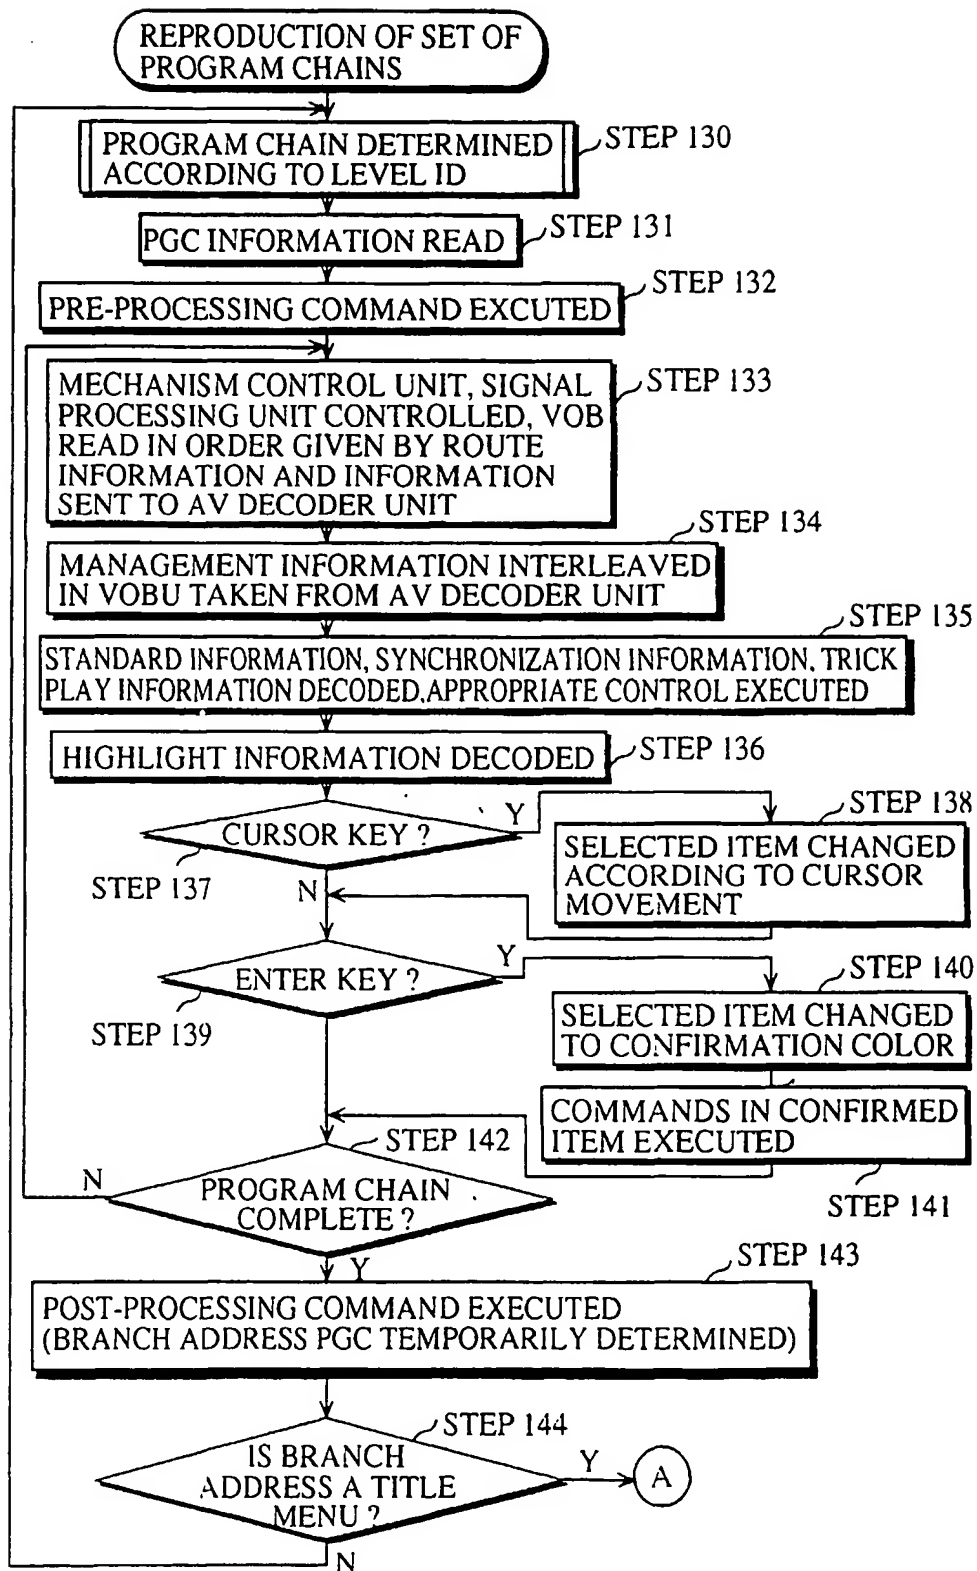 REPRODUCTION OF SET OF
PROGRAM CHAINS
PROGRAM CHAIN DETERMINED
ACCORDING TO LEVEL ID
STEP 130
PGC INFORMATION READ
STEP 131
PRE-PROCESSING COMMAND EXCUTED
STEP 132
MECHANISM CONTROL UNIT, SIGNAL
PROCESSING UNIT CONTROLLED, VOB
READ IN ORDER GIVEN BY ROUTE
INFORMATION AND INFORMATION
SENT TO AV DECODER UNIT
STEP 133
STEP 134
MANAGEMENT INFORMATION INTERLEAVED
IN VOBU TAKEN FROM AV DECODER UNIT
STEP 135
STANDARD INFORMATION, SYNCHRONIZATION INFORMATION, TRICK
PLAY INFORMATION DECODED,APPROPRIATE CONTROL EXECUTED
HIGHLIGHT INFORMATION DECODED
STEP 136
CURSOR KEY ?
Y
STEP 137
N
STEP 138
SELECTED ITEM CHANGED
ACCORDING TO CURSOR
MOVEMENT
ENTER KEY ?
Y
STEP 139
STEP 140
SELECTED ITEM CHANGED
TO CONFIRMATION COLOR
COMMANDS IN CONFIRMED
ITEM EXECUTED
STEP 141
STEP 142
N
PROGRAM CHAIN
COMPLETE ?
Y
STEP 143
POST-PROCESSING COMMAND EXECUTED
(BRANCH ADDRESS PGC TEMPORARILY DETERMINED)
STEP 144
IS BRANCH
ADDRESS A TITLE
MENU ?
Y
A
N